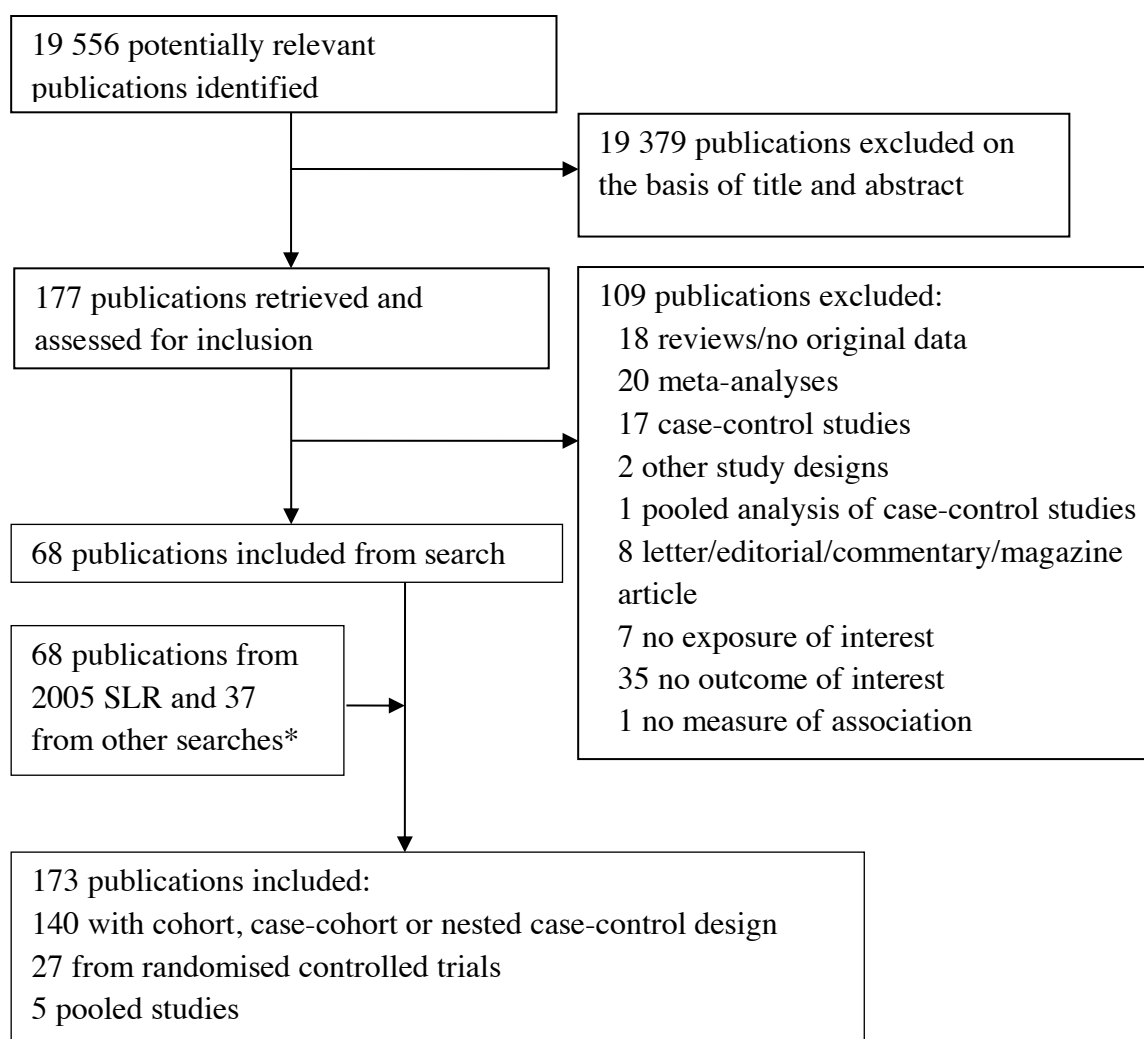 19 556 potentially relevant
publications identified
19 379 publications excluded on
the basis of title and abstract
177 publications retrieved and
assessed for inclusion
109 publications excluded:
18 reviews/no original data
20 meta-analyses
17 case-control studies
2 other study designs
1 pooled analysis of case-control studies
8 letter/editorial/commentary/magazine
article
7 no exposure of interest
35 no outcome of interest
1 no measure of association
68 publications included from search
68 publications from
2005 SLR and 37
from other searches*
173 publications included:
140 with cohort, case-cohort or nested case-control design
27 from randomised controlled trials
5 pooled studies